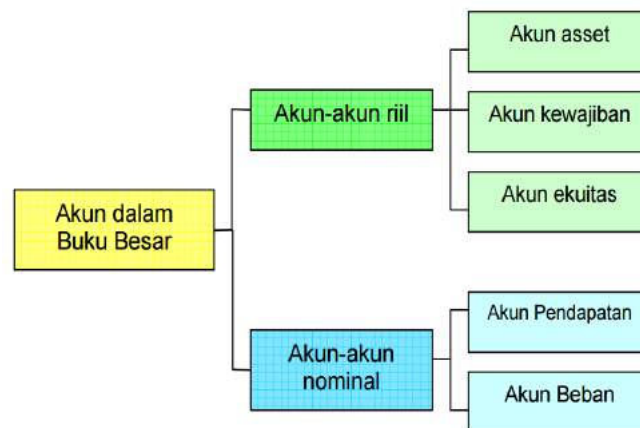 Akun dalam
Buku Besar
Akun-akun riil
Akun asset
Akun kewajiban
Akun ekuitas
Akun-akun
nominal
Akun Pendapatan
Akun Beban